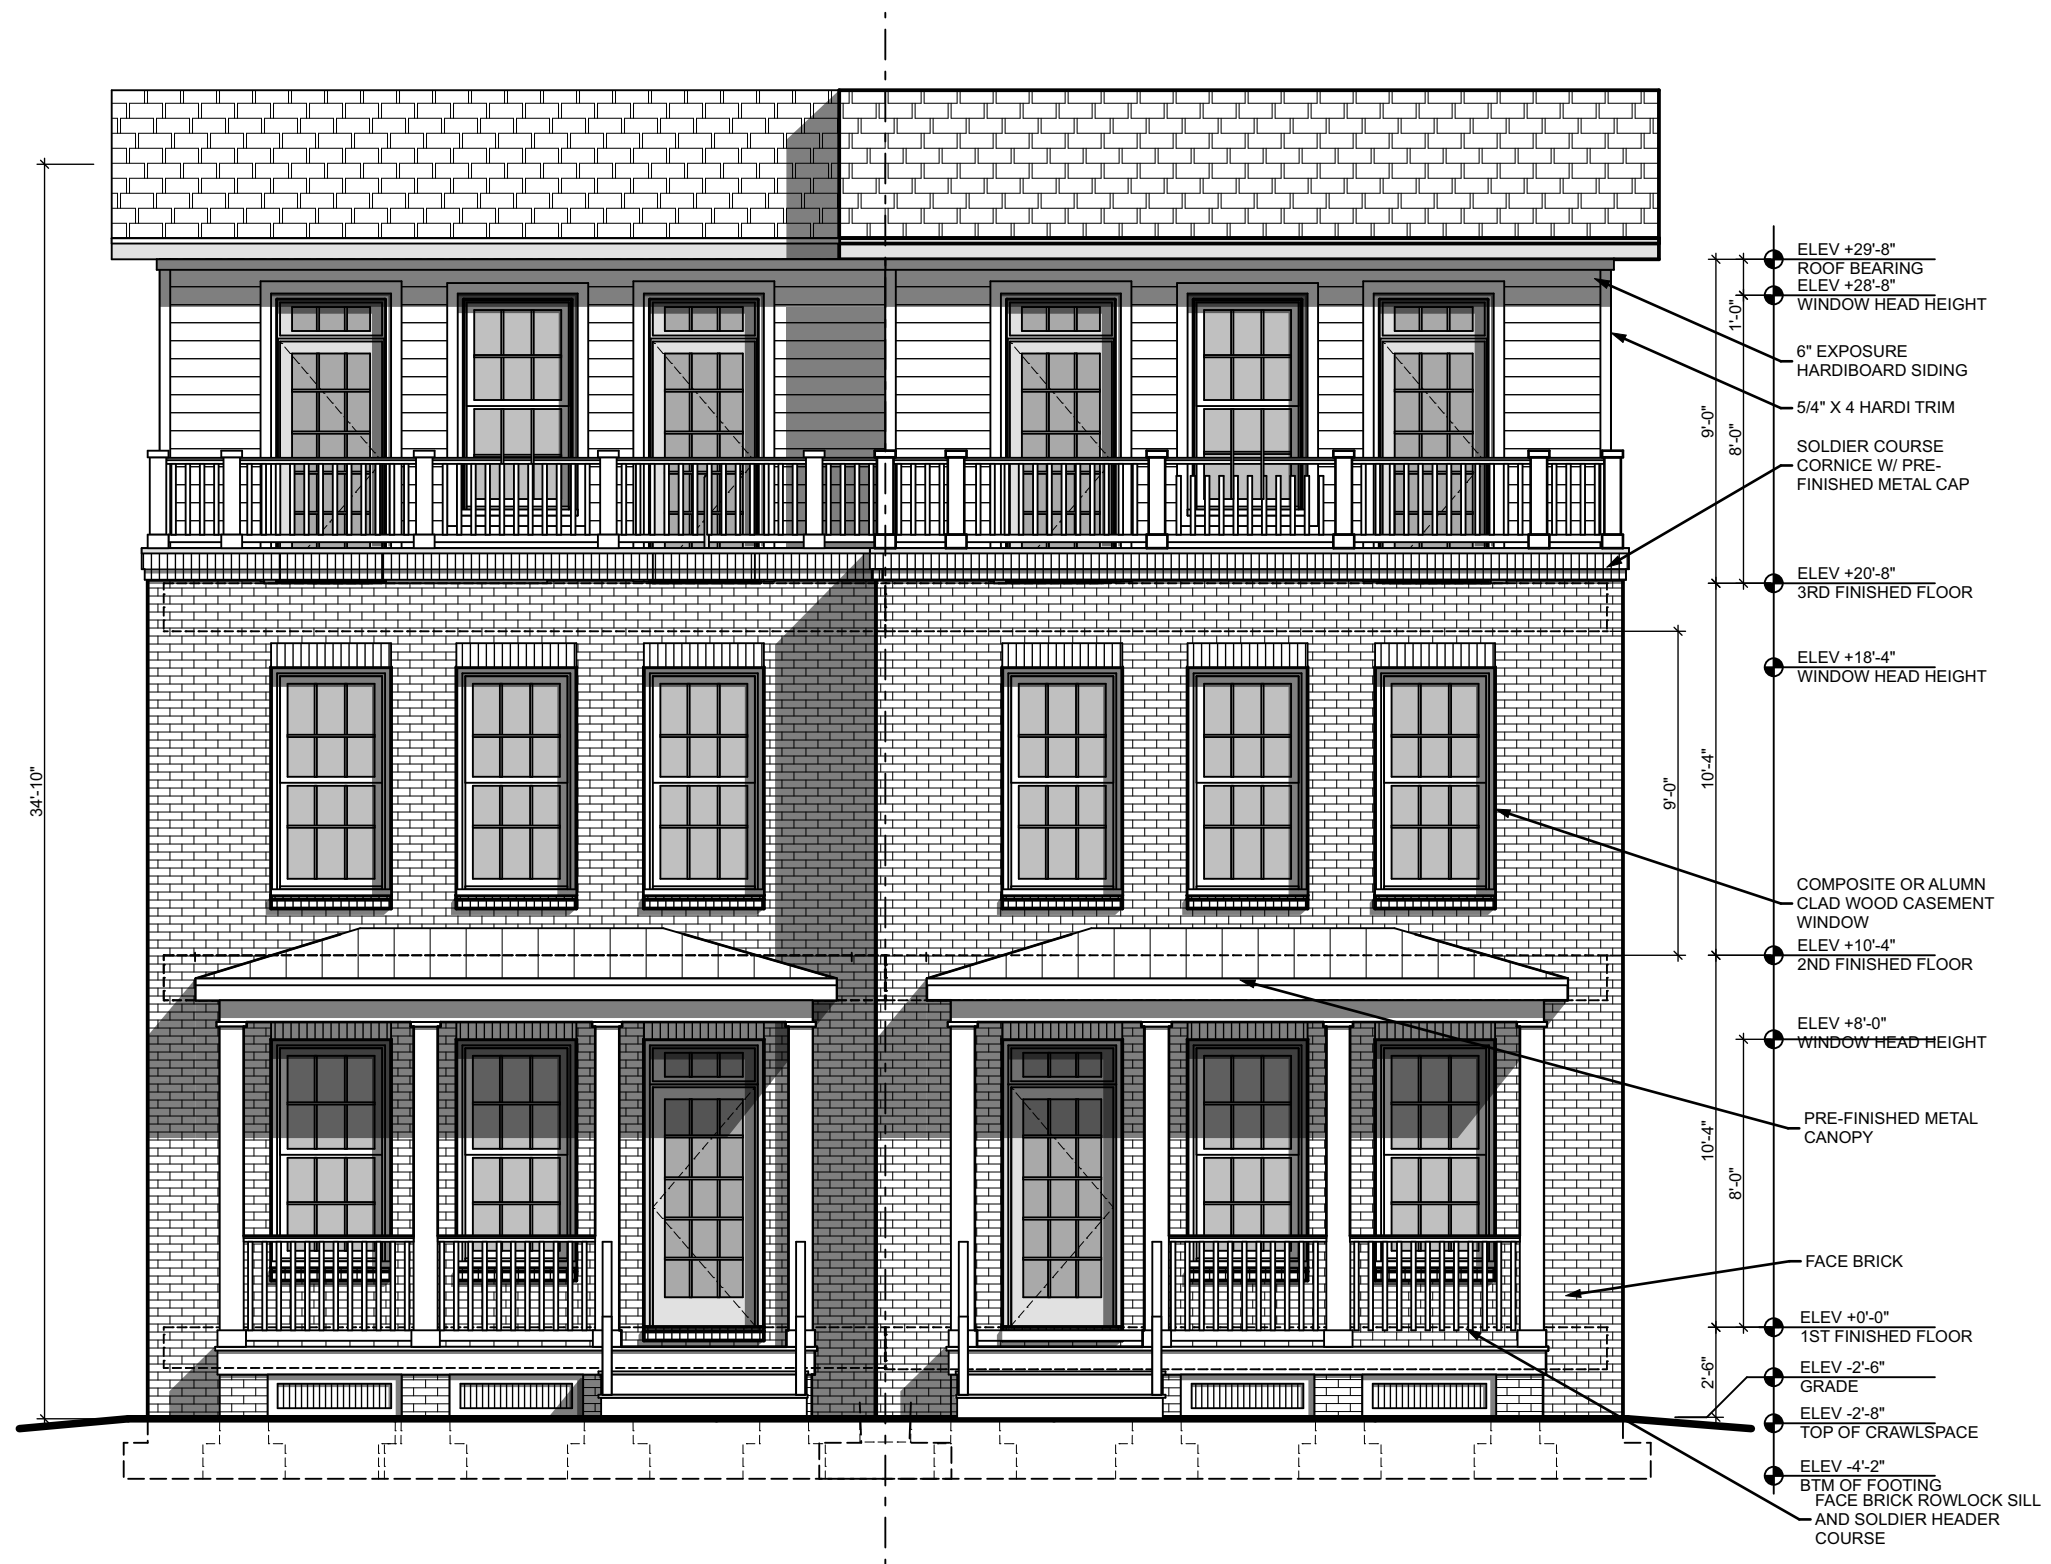 ELEV +29'-8"
ROOF BEARING
ELEV +28'-8"
WINDOW HEAD HEIGHT
1'-0"
6" EXPOSURE
HARDIBOARD SIDING
5/4" X 4 HARDI TRIM
9'-0"
8'-0"
SOLDIER COURSE
CORNICE W/ PRE-
FINISHED METAL CAP
ELEV +20'-8"
3RD FINISHED FLOOR
ELEV +18'-4"
WINDOW HEAD HEIGHT
34'-10"
9'-0"
10'-4"
COMPOSITE OR ALUMN
CLAD WOOD CASEMENT
WINDOW
ELEV +10'-4"
2ND FINISHED FLOOR
ELEV +8'-0"
WINDOW HEAD HEIGHT
PRE-FINISHED METAL
CANOPY
10'-4"
8'-0"
FACE BRICK
ELEV +0'-0"
1ST FINISHED FLOOR
2'-6"
ELEV -2'-6"
GRADE
ELEV -2'-8"
TOP OF CRAWLSPACE
ELEV -4'-2"
BTM OF FOOTING
FACE BRICK ROWLOCK SILL
AND SOLDIER HEADER
COURSE